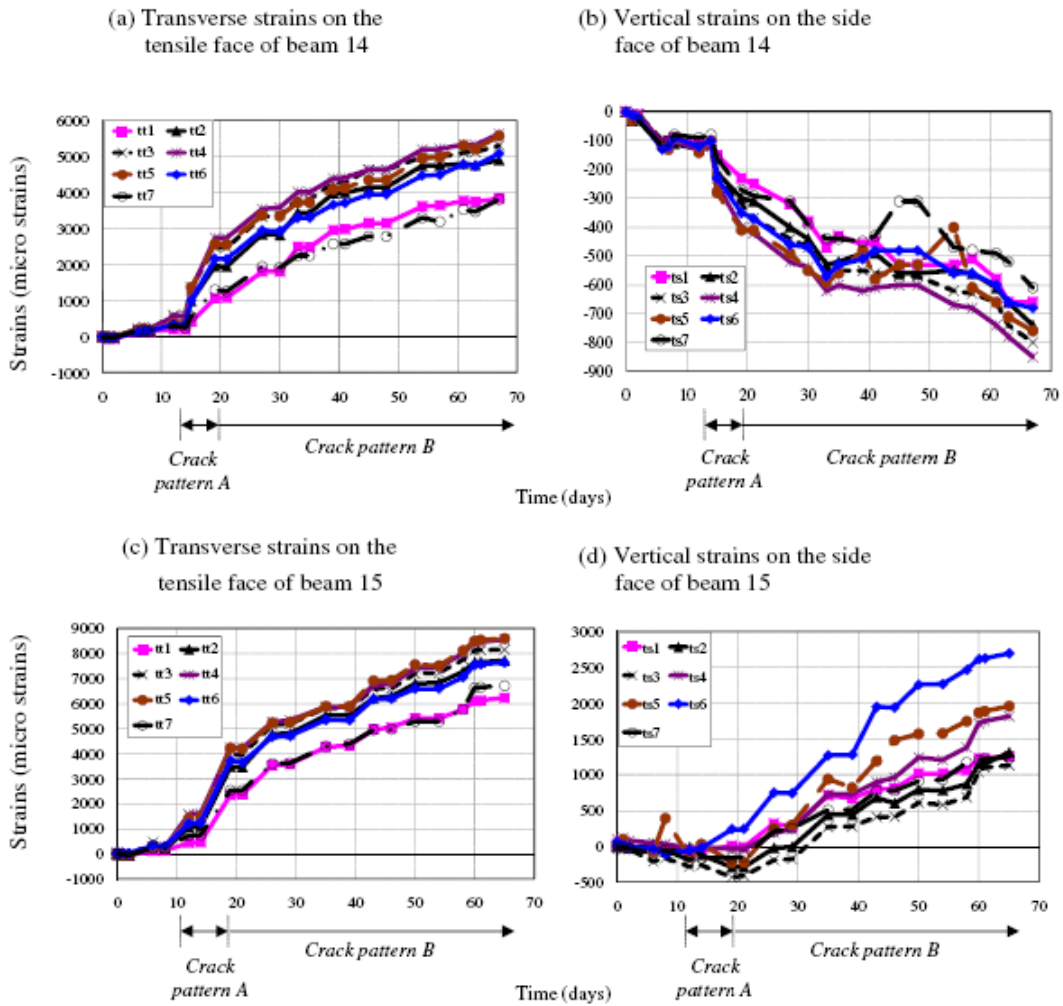 (a) Transverse strains on the
tensile face of beam 14
(b) Vertical strains on the side
face of beam 14
Strains (micro strains)
6000
5000
4000
3000
2000
1000
0
-1000
tt1 tt2
tt3 tt4
tt5 tt6
tt7
0 10 20 30 40 50 60 70
Crack
pattern A
Crack pattern B
0
-100
-200
-300
-400
-500
-600
-700
-800
-900
ts1 ts2
ts3 ts4
ts5 ts6
ts7
0 10 20 30 40 50 60 70
Crack
pattern A
Crack pattern B
Time (days)
(c) Transverse strains on the
tensile face of beam 15
(d) Vertical strains on the side
face of beam 15
Strains (micro strains)
9000
8000
7000
6000
5000
4000
3000
2000
1000
0
-1000
tt1 tt2
tt3 tt4
tt5 tt6
tt7
0 10 20 30 40 50 60 70
Crack
pattern A
Crack pattern B
3000
2500
2000
1500
1000
500
0
-500
ts1 ts2
ts3 ts4
ts5 ts6
ts7
0 10 20 30 40 50 60 70
Crack
pattern A
Crack pattern B
Time (days)